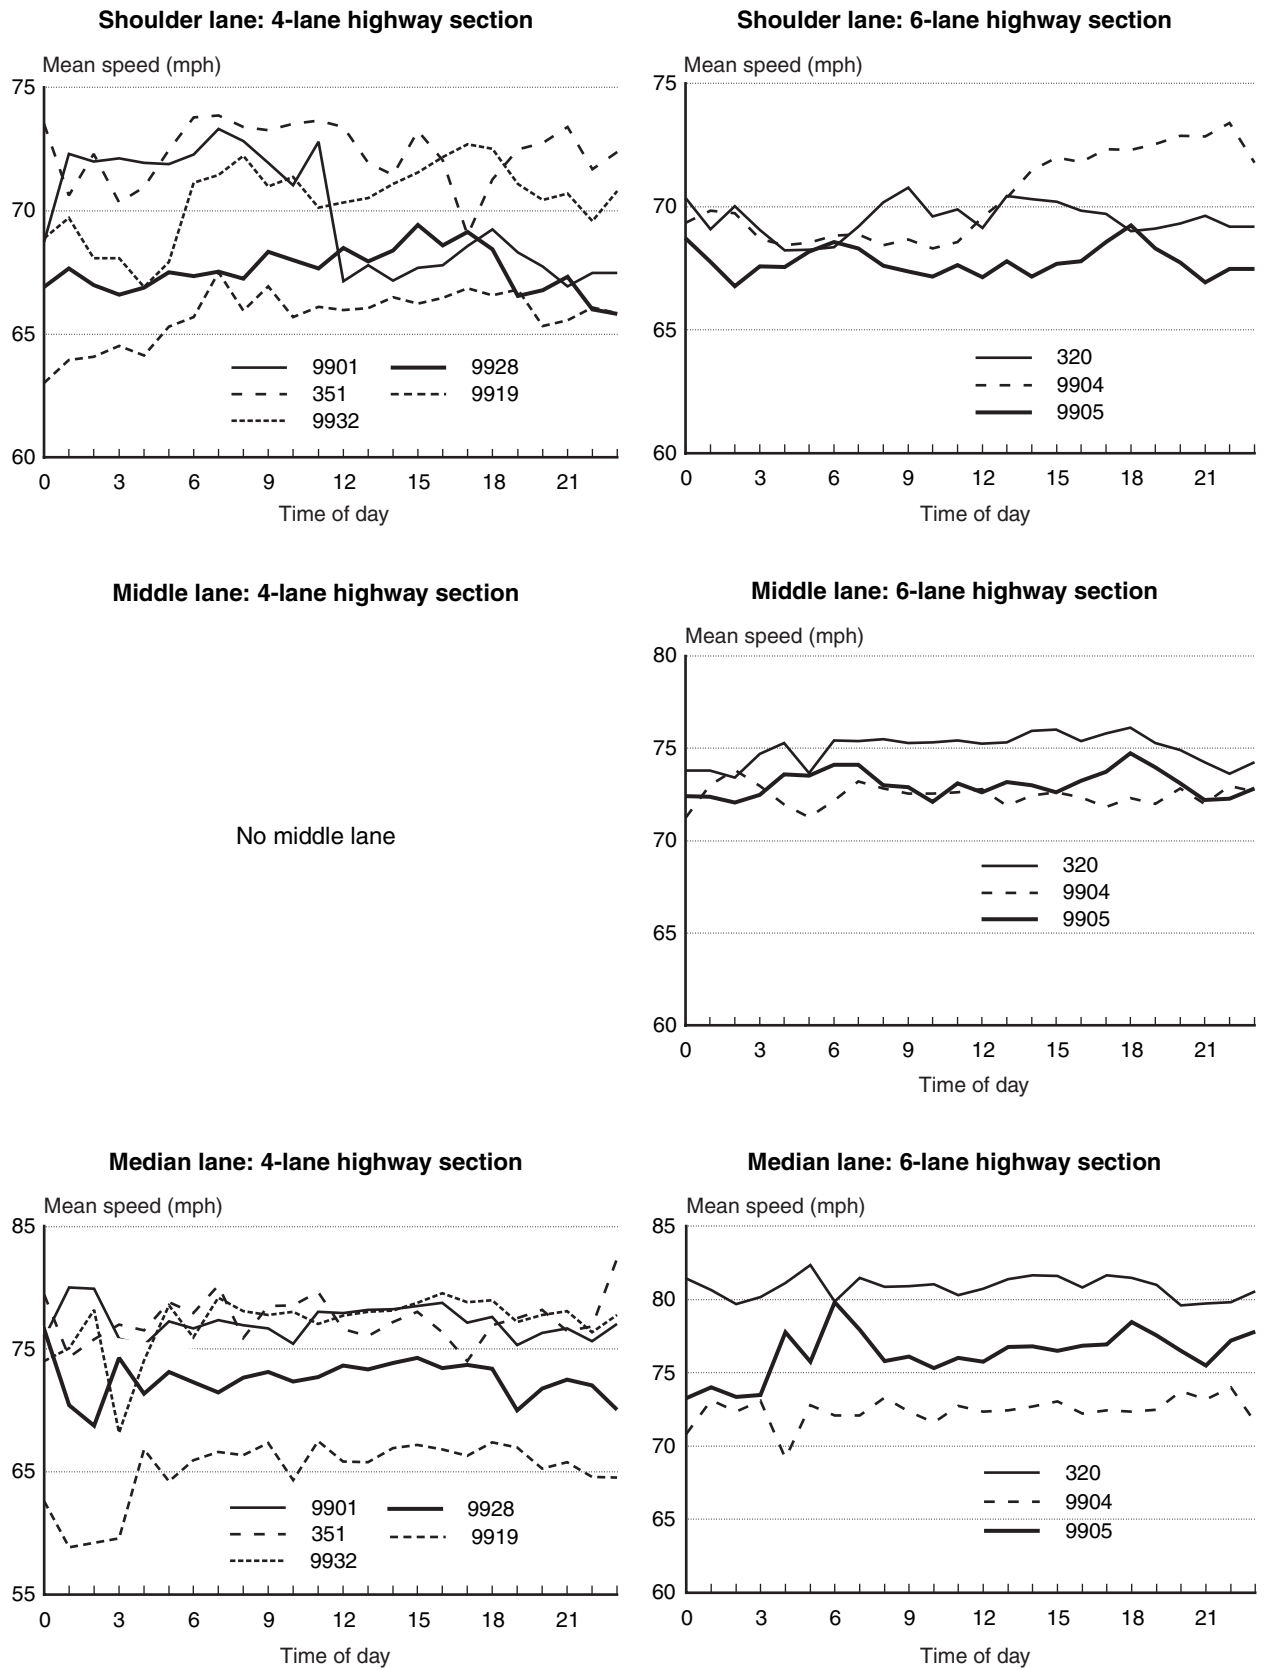 Shoulder lane: 4-lane highway section
Mean speed (mph)
75
70
65
60
9901
9928
351
9919
9932
0 3 6 9 12 15 18 21
Time of day
Shoulder lane: 6-lane highway section
Mean speed (mph)
75
70
65
60
320
9904
9905
0 3 6 9 12 15 18 21
Time of day
Middle lane: 4-lane highway section
No middle lane
Middle lane: 6-lane highway section
Mean speed (mph)
80
75
70
65
60
320
9904
9905
0 3 6 9 12 15 18 21
Time of day
Median lane: 4-lane highway section
Mean speed (mph)
85
75
65
55
9901
9928
351
9919
9932
0 3 6 9 12 15 18 21
Time of day
Median lane: 6-lane highway section
Mean speed (mph)
85
80
75
70
65
60
320
9904
9905
0 3 6 9 12 15 18 21
Time of day